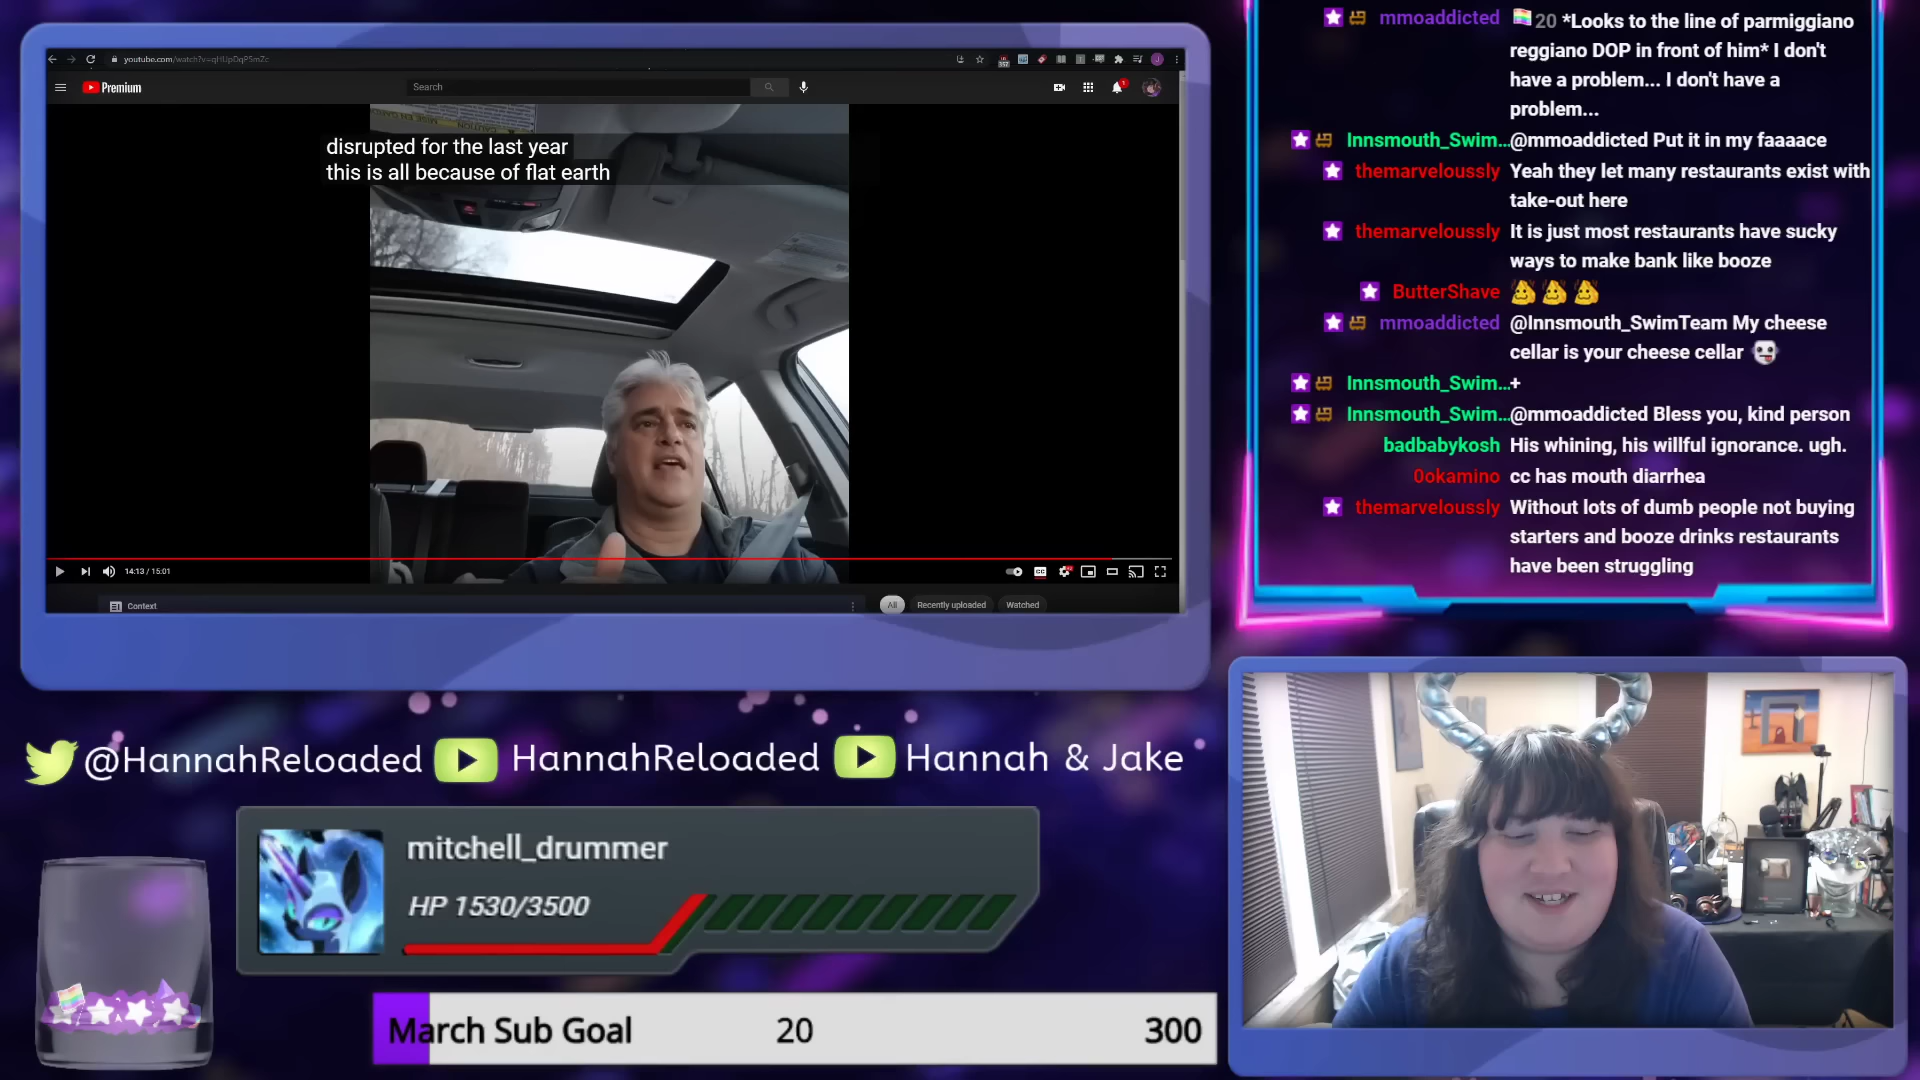 youtube.com/watch?v=qHUpDqP5mZc
Premium
Search
1
disrupted for the last year
this is all because of flat earth
14:13 / 15:01
CC
Context
All
Recently uploaded
Watched
mmoaddicted 20 *Looks to the line of parmiggiano
reggiano DOP in front of him* I don't
have a problem... I don't have a
problem...
Innsmouth_Swim... @mmoaddicted Put it in my faaaace
themarveloussly Yeah they let many restaurants exist with
take-out here
themarveloussly It is just most restaurants have sucky
ways to make bank like booze
ButterShave
mmoaddicted @Innsmouth_SwimTeam My cheese
cellar is your cheese cellar
Innsmouth_Swim... +
Innsmouth_Swim... @mmoaddicted Bless you, kind person
badbabykosh His whining, his willful ignorance. ugh.
0okamino cc has mouth diarrhea
themarveloussly Without lots of dumb people not buying
starters and booze drinks restaurants
have been struggling
@HannahReloaded HannahReloaded Hannah & Jake
mitchell_drummer
HP 1530/3500
March Sub Goal 20 300